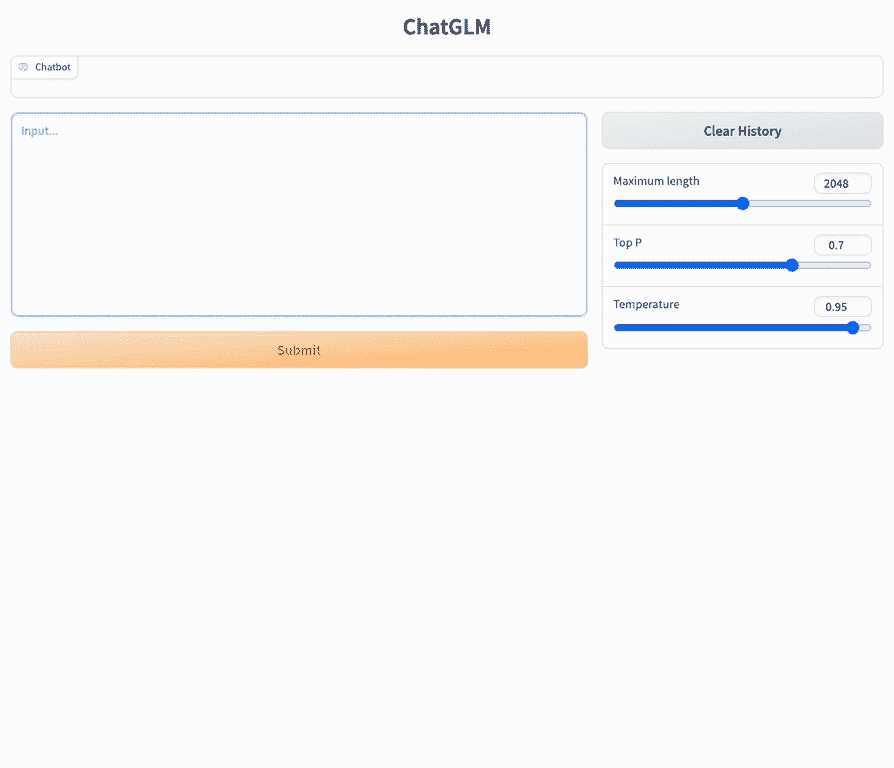 ChatGLM
Chatbot
Input...
Clear History
Maximum length
2048
Top P
0.7
Temperature
0.95
Submit